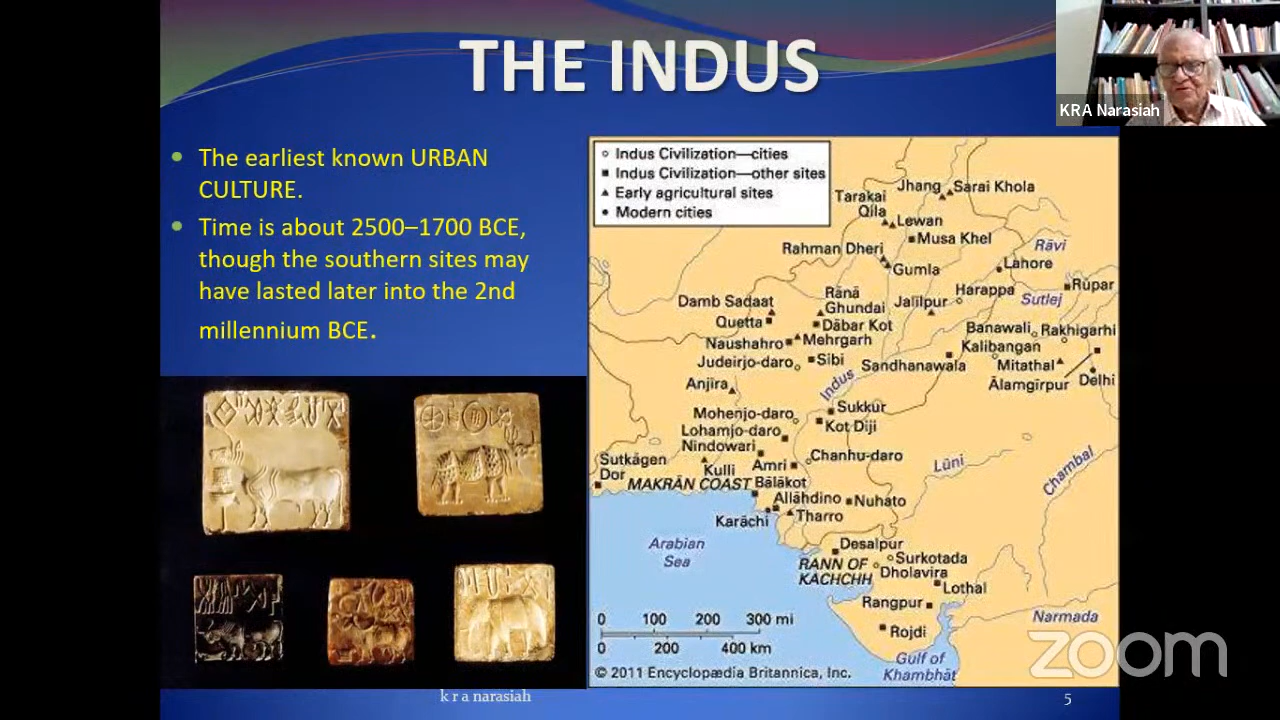 THE INDUS
KRA Narasiah
The earliest known URBAN
CULTURE.
Time is about 2500–1700 BCE,
though the southern sites may
have lasted later into the 2nd
millennium BCE.
Indus Civilization—cities
Indus Civilization—other sites
Early agricultural sites
Modern cities
Jhang
Sarai Khola
Tarakai
Qila
Lewan
Musa Khel
Rahman Dheri
Gumla
Rāvi
Lahore
Harappa
Rūpar
Sutlej
Damb Sadaat
Rānā
Ghundai
Jalilpur
Quetta
Dābar Kot
Banawali
Rakhigarhi
Naushahro
Mehrgarh
Kalibangan
Judeirjo-daro
Sibi
Sandhanawala
Mitathal
Ālamgīrpur
Delhi
Anjira
Indus
Mohenjo-daro
Sukkur
Lohamjo-daro
Kot Diji
Nindowari
Chanhu-daro
Sutkāgen
Dor
Kulli
Amri
Lūni
Chambal
MAKRĀN COAST
Bālākot
Allāhdino
Nuhato
Karāchi
Tharro
Arabian
Sea
Desalpur
Surkotada
RANN OF
KACHCHH
Dholavira
Lothal
Rangpur
Narmada
Rojdi
Gulf of
Khambhāt
0 100 200 300 mi
0 200 400 km
© 2011 Encyclopædia Britannica, Inc.
zoom
k r a narasiah
5